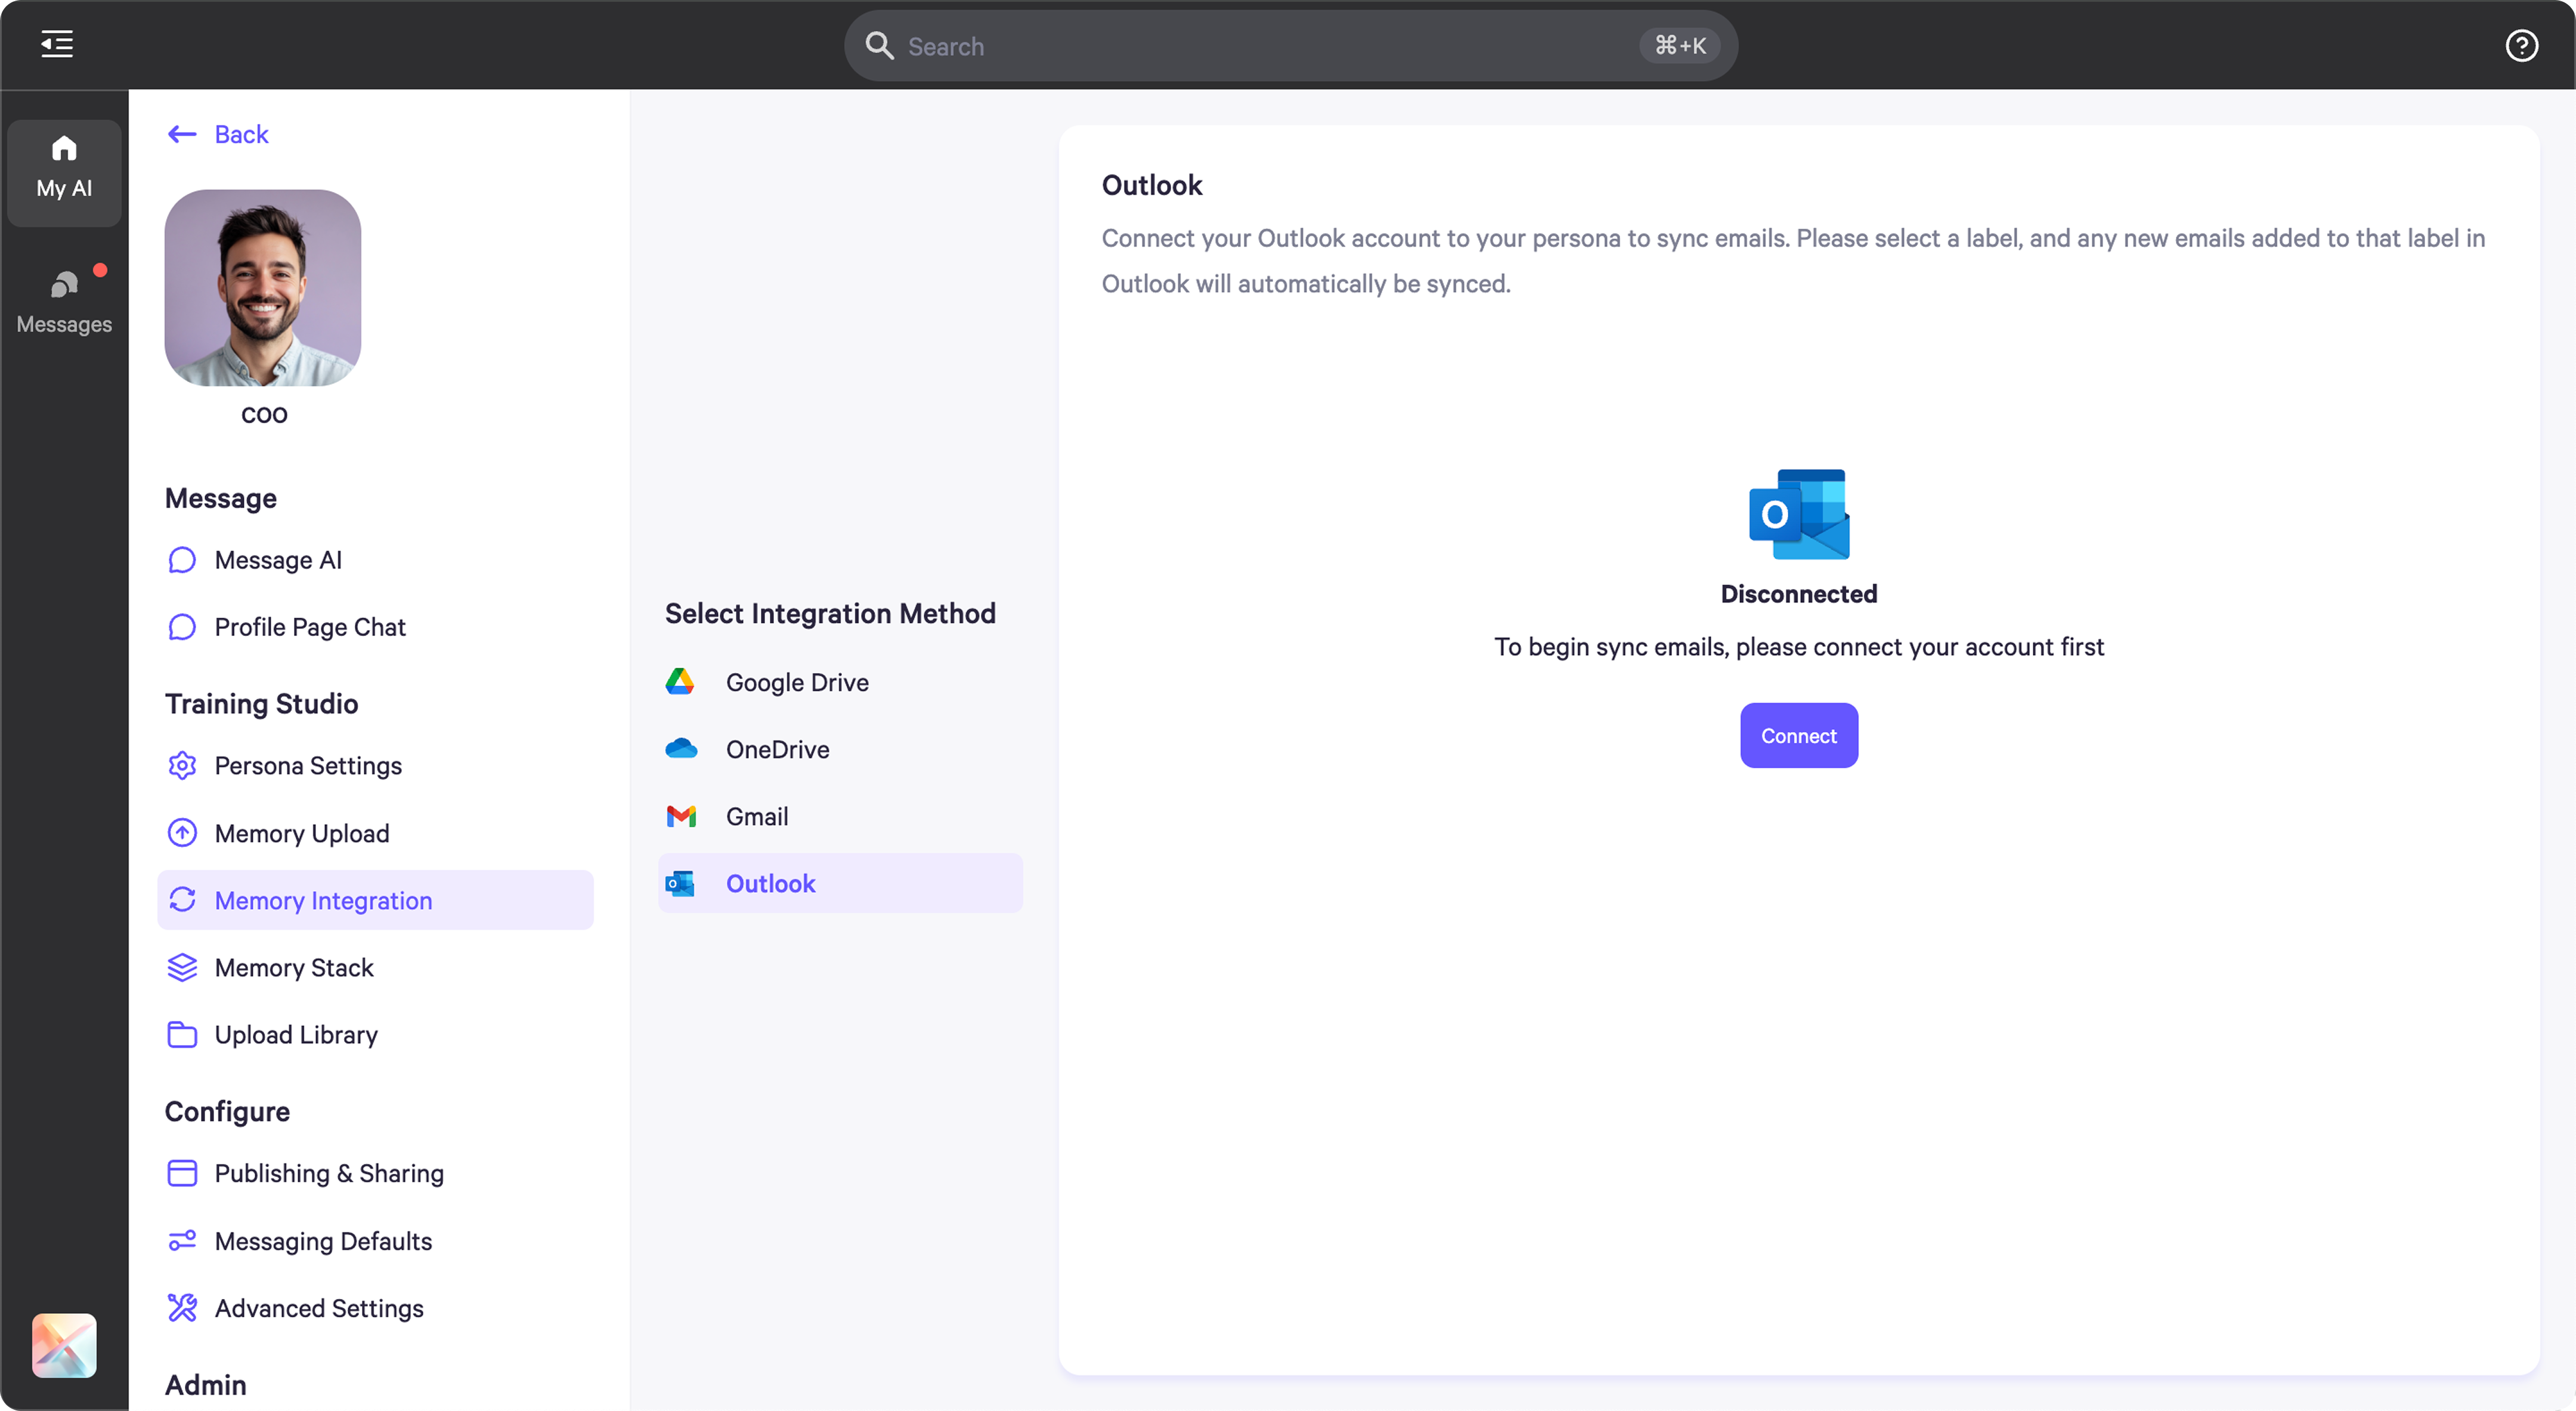 Search
⌘+K
My AI
Messages
Back
COO
Message
Message AI
Profile Page Chat
Training Studio
Persona Settings
Memory Upload
Memory Integration
Memory Stack
Upload Library
Configure
Publishing & Sharing
Messaging Defaults
Advanced Settings
Admin
Select Integration Method
Google Drive
OneDrive
Gmail
Outlook
Outlook
Connect your Outlook account to your persona to sync emails. Please select a label, and any new emails added to that label in
Outlook will automatically be synced.
Disconnected
To begin sync emails, please connect your account first
Connect